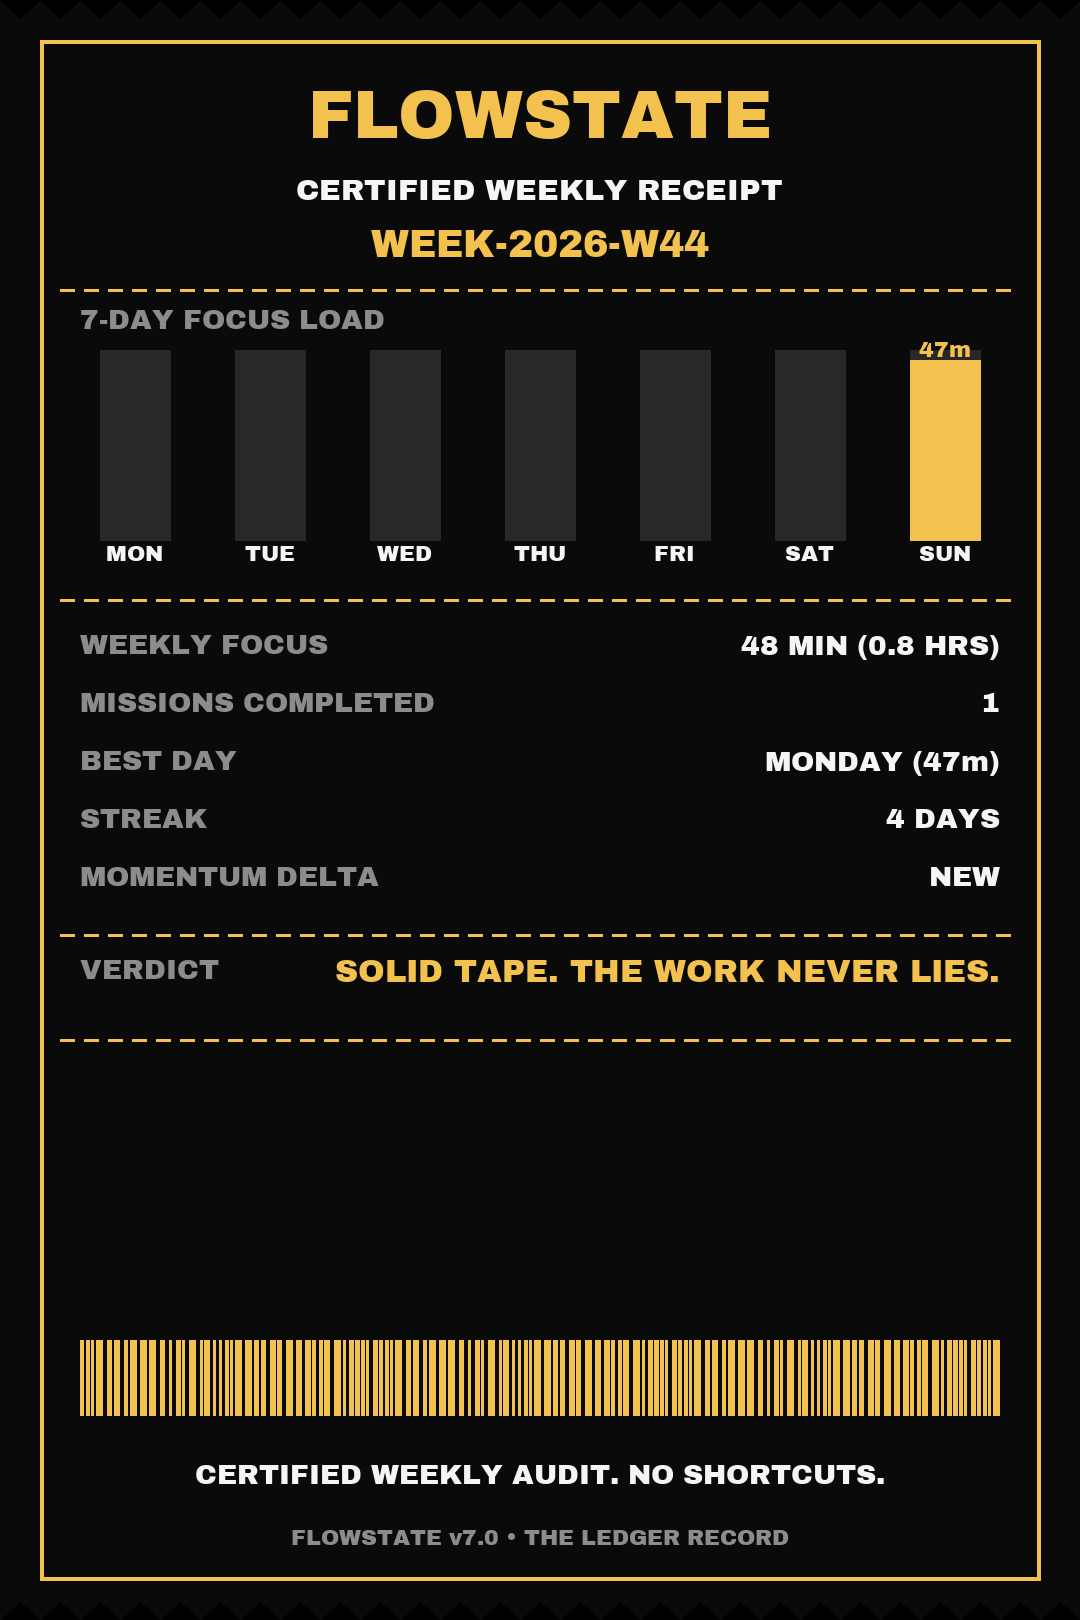 FLOWSTATE
CERTIFIED WEEKLY RECEIPT
WEEK-2026-W44
7-DAY FOCUS LOAD
47m
MON TUE WED THU FRI SAT SUN
WEEKLY FOCUS 48 MIN (0.8 HRS)
MISSIONS COMPLETED 1
BEST DAY MONDAY (47m)
STREAK 4 DAYS
MOMENTUM DELTA NEW
VERDICT SOLID TAPE. THE WORK NEVER LIES.
CERTIFIED WEEKLY AUDIT. NO SHORTCUTS.
FLOWSTATE v7.0 • THE LEDGER RECORD